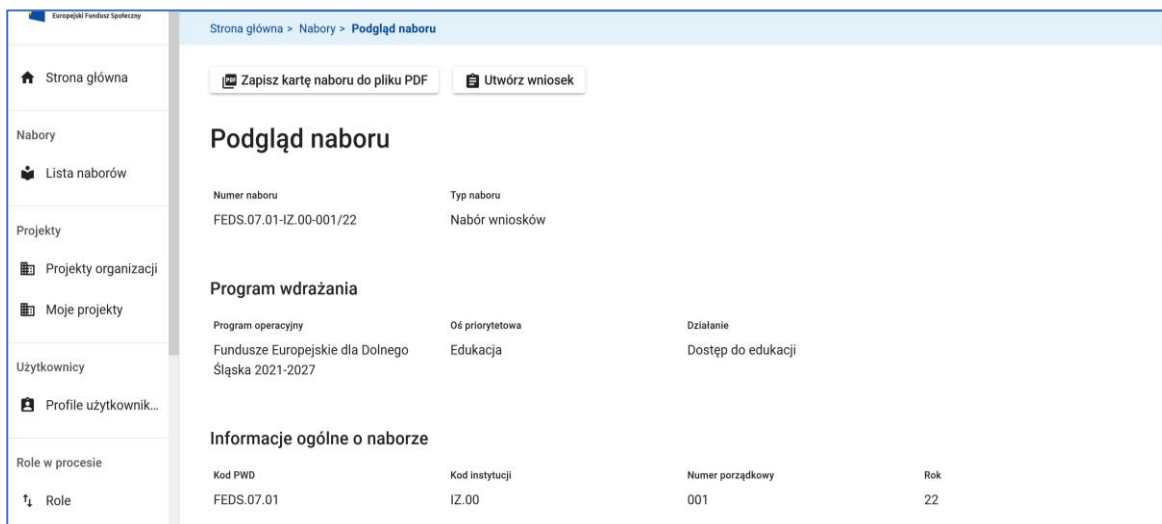 Europejski Fundusz Społeczny
Strona główna
Nabory
Lista naborów
Projekty
Projekty organizacji
Moje projekty
Użytkownicy
Profile użytkownik...
Role w procesie
Role
Strona główna > Nabory > Podgląd naboru
PDF Zapisz kartę naboru do pliku PDF
Utwórz wniosek
Podgląd naboru
Numer naboru Typ naboru
FEDS.07.01-IZ.00-001/22 Nabór wniosków
Program wdrażania
Program operacyjny Oś priorytetowa Działanie
Fundusze Europejskie dla Dolnego Edukacja Dostęp do edukacji
Śląska 2021-2027
Informacje ogólne o naborze
Kod PWD Kod instytucji Numer porządkowy Rok
FEDS.07.01 IZ.00 001 22